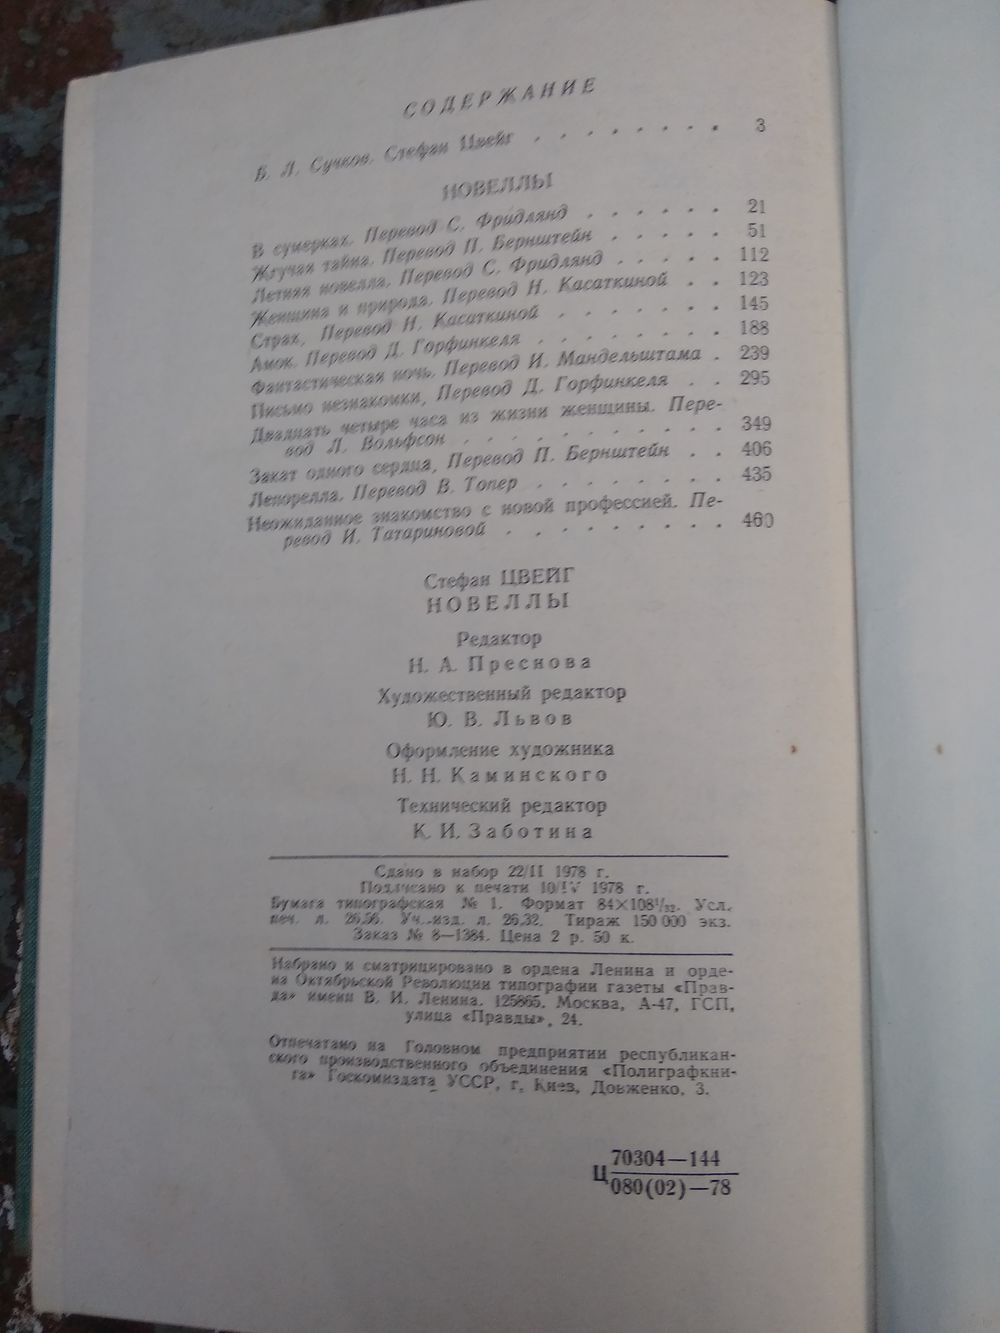 СОДЕРЖАНИЕ
Б. Л. Сучков. Стефан Цвейг . . . . . . . . 3
НОВЕЛЛЫ
В сумерках. Перевод С. Фридлянд . . . . . . 21
Жгучая тайна. Перевод П. Бернштейн . . . . . 51
Летняя новелла. Перевод С. Фридлянд . . . . . 112
Женщина и природа. Перевод Н. Касаткиной . . 123
Страх. Перевод Н. Касаткиной . . . . . . . 145
Амок. Перевод Д. Горфинкеля . . . . . . . . 188
Фантастическая ночь. Перевод И. Мандельштама . 239
Письмо незнакомки. Перевод Д. Горфинкеля . . 295
Двадцать четыре часа из жизни женщины. Пере-
вод Л. Вольфсон . . . . . . . . . . . 349
Закат одного сердца. Перевод П. Бернштейн . . 406
Лепорелла. Перевод В. Топер . . . . . . . . 435
Неожиданное знакомство с новой профессией. Пе-
ревод И. Татариновой . . . . . . . . 460
Стефан ЦВЕЙГ
НОВЕЛЛЫ
Редактор
Н. А. Преснова
Художественный редактор
Ю. В. Львов
Оформление художника
Н. Н. Каминского
Технический редактор
К. И. Заботина
Сдано в набор 22/II 1978 г.
Подписано к печати 10/IV 1978 г.
Бумага типографская № 1. Формат 84×108¹/₃₂. Усл.
печ. л. 26,56. Уч.-изд. л. 26,32. Тираж 150 000 экз.
Заказ № 8—1384. Цена 2 р. 50 к.
Набрано и сматрицировано в ордена Ленина и орде-
на Октябрьской Революции типографии газеты «Прав-
да» имени В. И. Ленина. 125865. Москва, А-47, ГСП,
улица «Правды», 24.
Отпечатано на Головном предприятии республикан-
ского производственного объединения «Полиграфкни-
га» Госкомиздата УССР, г. Киев, Довженко, 3.
Ц 70304—144
080(02)—78